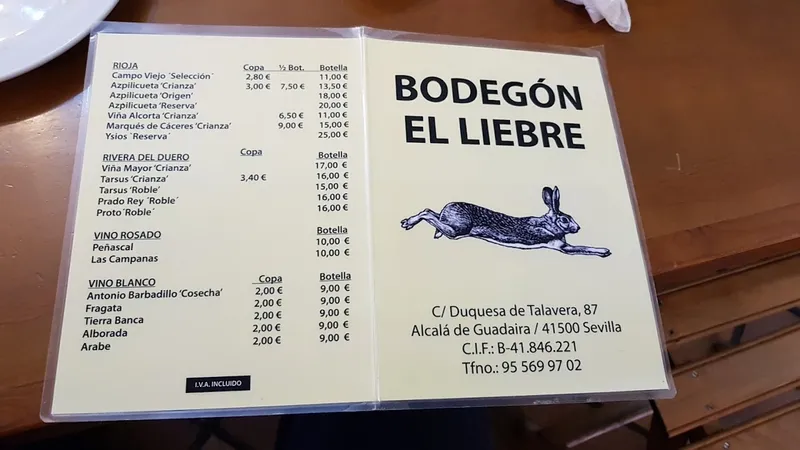 RIOJA Copa ½ Bot. Botella
Campo Viejo ´Selección´ 2,80 € 11,00 €
Azpilicueta ‘Crianza’ 3,00 € 7,50 € 13,50 €
Azpilicueta ‘Origen’ 18,00 €
Azpilicueta ‘Reserva’ 20,00 €
Viña Alcorta ‘Crianza’ 6,50 € 11,00 €
Marqués de Cáceres ‘Crianza’ 9,00 € 15,00 €
Ysios ´Reserva´ 25,00 €
RIVERA DEL DUERO Copa Botella
Viña Mayor ‘Crianza’ 17,00 €
Tarsus ‘Crianza’ 3,40 € 16,00 €
Tarsus ‘Roble’ 15,00 €
Prado Rey ´Roble´ 16,00 €
Proto´Roble´ 16,00 €
VINO ROSADO Botella
Peñascal 10,00 €
Las Campanas 10,00 €
VINO BLANCO Copa Botella
Antonio Barbadillo ‘Cosecha’ 2,00 € 9,00 €
Fragata 2,00 € 9,00 €
Tierra Banca 2,00 € 9,00 €
Alborada 2,00 € 9,00 €
Arabe 2,00 € 9,00 €
I.V.A. INCLUIDO
BODEGÓN
EL LIEBRE
C/ Duquesa de Talavera, 87
Alcalá de Guadaira / 41500 Sevilla
C.I.F.: B-41.846.221
Tfno.: 95 569 97 02